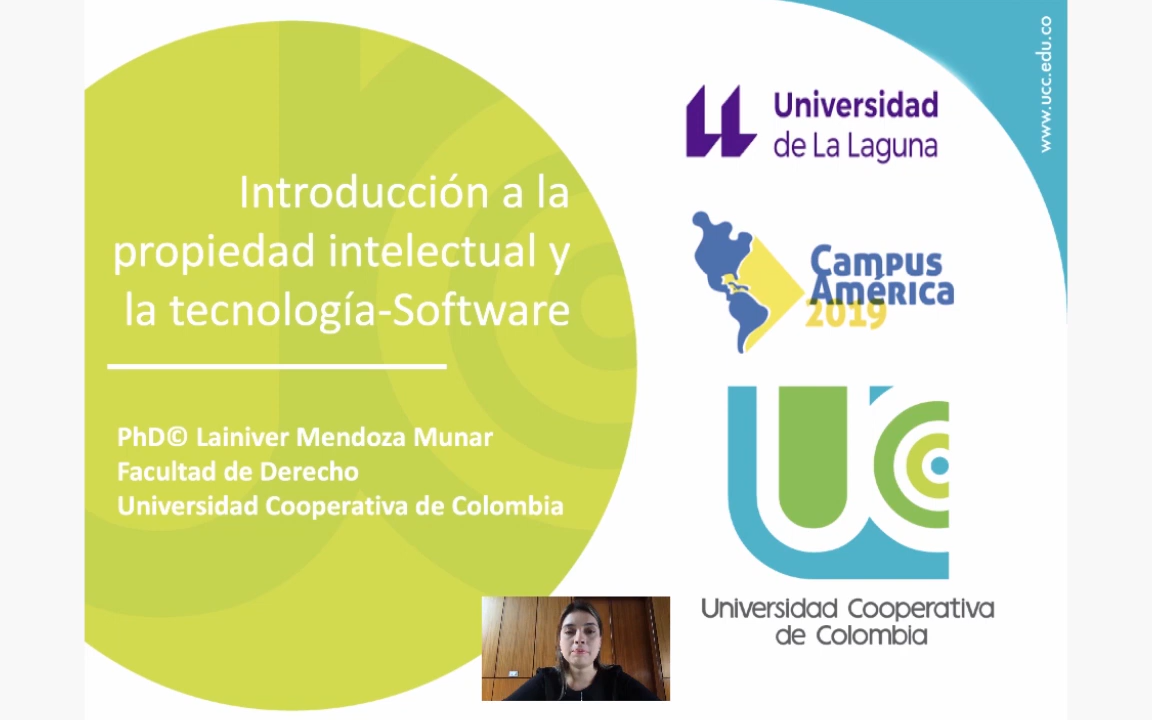 Introducción a la
propiedad intelectual y
la tecnología-Software
PhD© Lainiver Mendoza Munar
Facultad de Derecho
Universidad Cooperativa de Colombia
www.ucc.edu.co
Universidad
de La Laguna
Campus
América
2019
Universidad Cooperativa
de Colombia